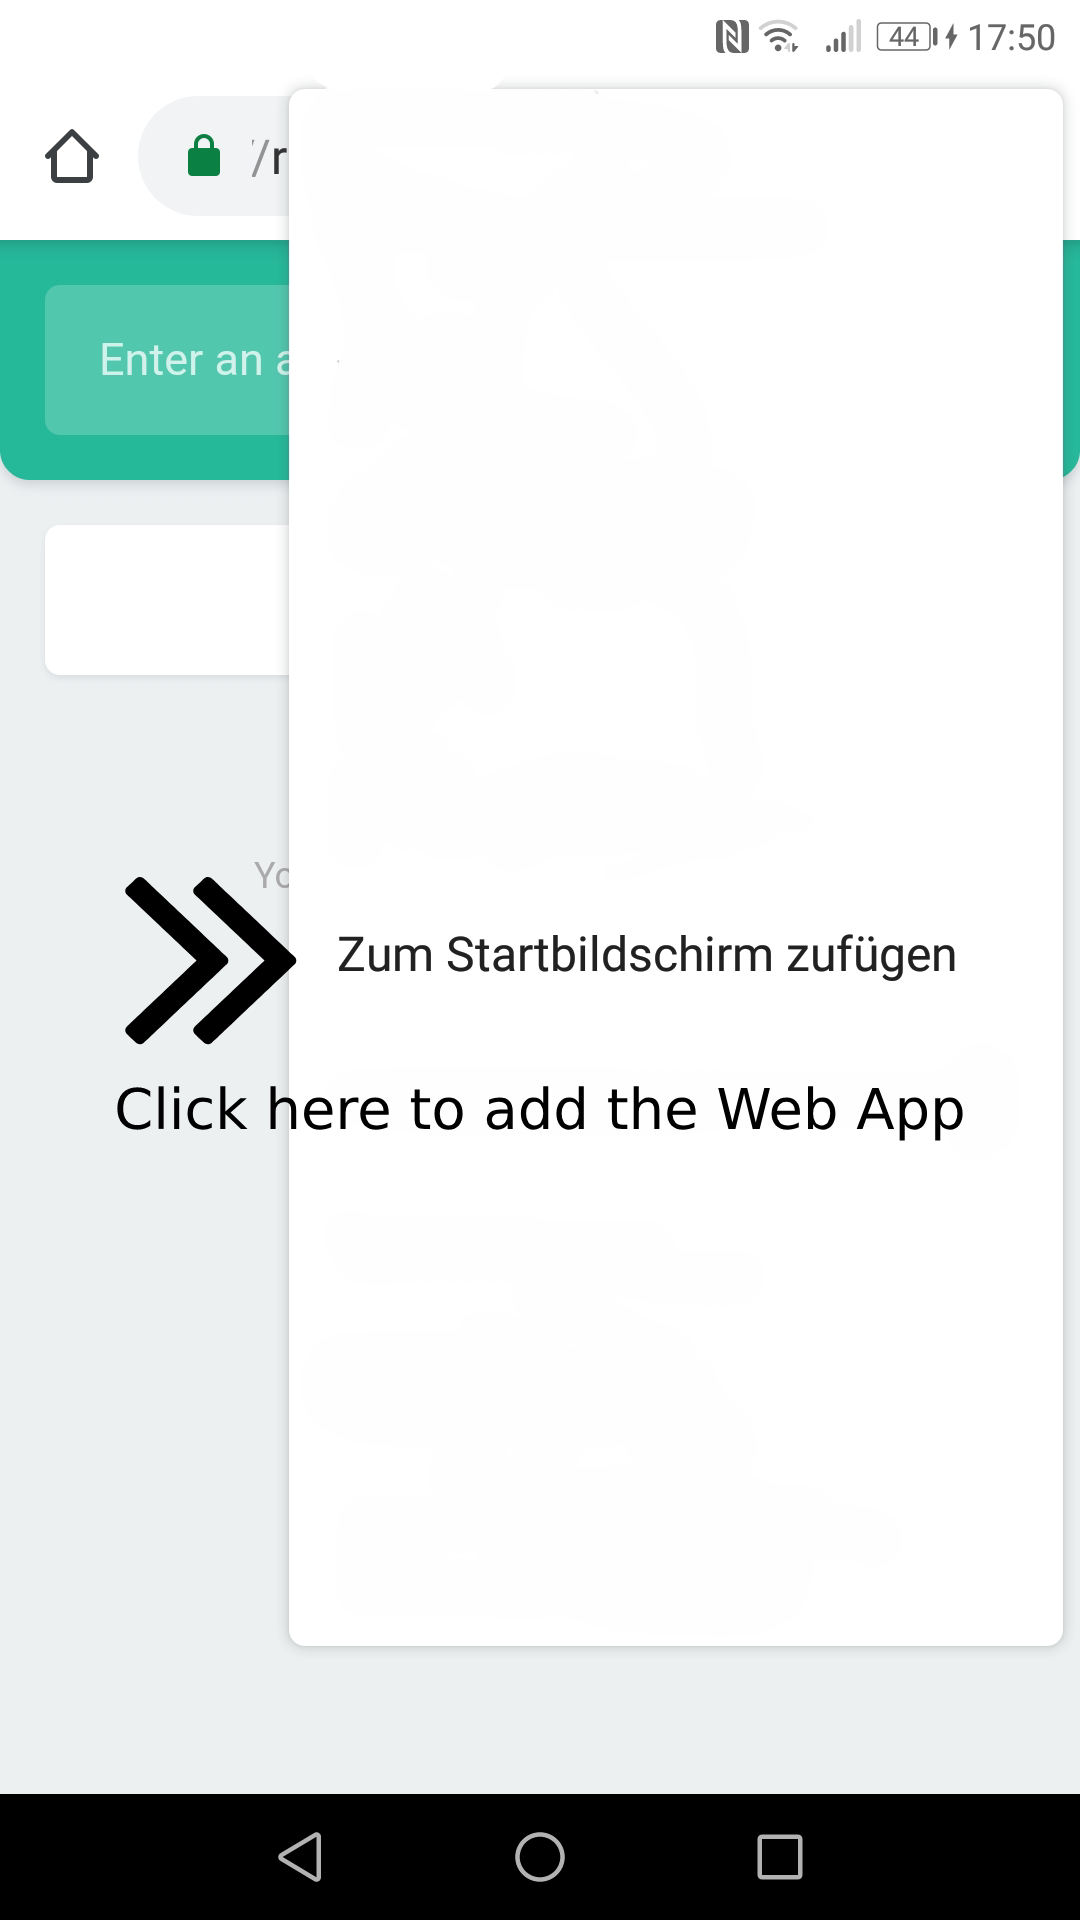 44 17:50
//r
Enter an a
Yo
Zum Startbildschirm zufügen
Click here to add the Web App